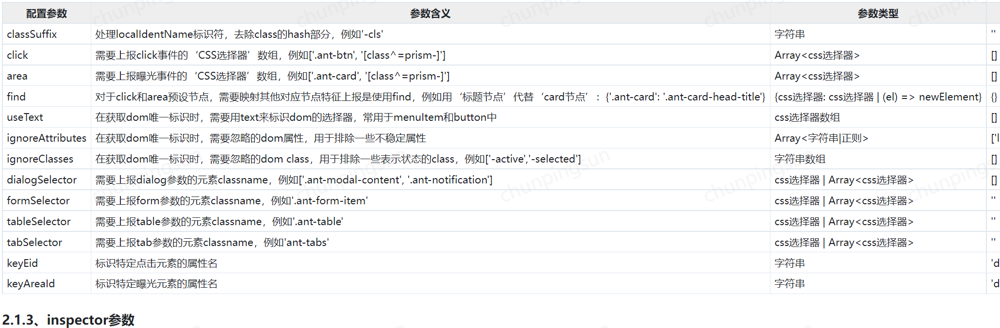 配置参数 参数含义 参数类型
classSuffix 处理localIdentName标识符，去除class的hash部分，例如'-cls' 字符串 ''
click 需要上报click事件的‘CSS选择器’数组，例如['.ant-btn', '[class^=prism-]'] Array<css选择器> []
area 需要上报曝光事件的‘CSS选择器’数组，例如['.ant-card', '[class^=prism-]'] Array<css选择器> []
find 对于click和area预设节点，需要映射其他对应节点特征上报是使用find，例如用‘标题节点’代替‘card节点’：{'.ant-card': '.ant-card-head-title'} {css选择器: css选择器 | (el) => newElement} {}
useText 在获取dom唯一标识时，需要用text来标识dom的选择器，常用于menuItem和button中 css选择器数组 []
ignoreAttributes 在获取dom唯一标识时，需要忽略的dom属性，用于排除一些不稳定属性 Array<字符串|正则> ['l
ignoreClasses 在获取dom唯一标识时，需要忽略的dom class，用于排除一些表示状态的class，例如['-active','-selected'] 字符串数组 []
dialogSelector 需要上报dialog参数的元素classname，例如['.ant-modal-content', '.ant-notification'] css选择器 | Array<css选择器> []
formSelector 需要上报form参数的元素classname，例如'.ant-form-item' css选择器 | Array<css选择器> ''
tableSelector 需要上报table参数的元素classname，例如'.ant-table' css选择器 | Array<css选择器> ''
tabSelector 需要上报tab参数的元素classname，例如'ant-tabs' css选择器 | Array<css选择器> ''
keyEid 标识特定点击元素的属性名 字符串 'd
keyAreaId 标识特定曝光元素的属性名 字符串 'd
2.1.3、inspector参数
chunpingsun